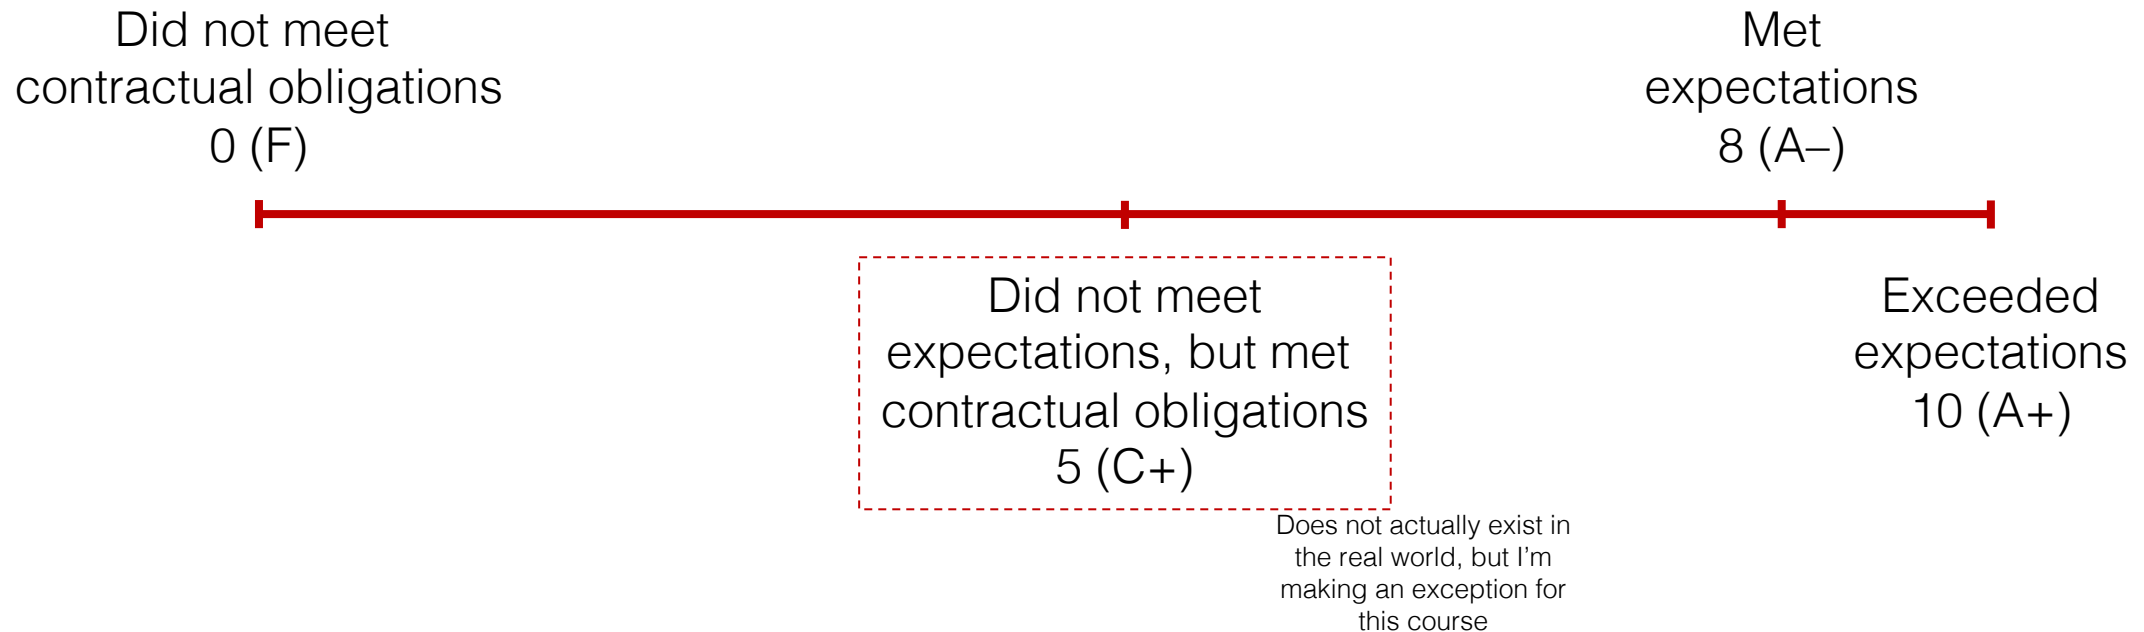 Did not meet
contractual obligations
0 (F)
Met
expectations
8 (A–)
Did not meet
expectations, but met
contractual obligations
5 (C+)
Exceeded
expectations
10 (A+)
Does not actually exist in
the real world, but I’m
making an exception for
this course